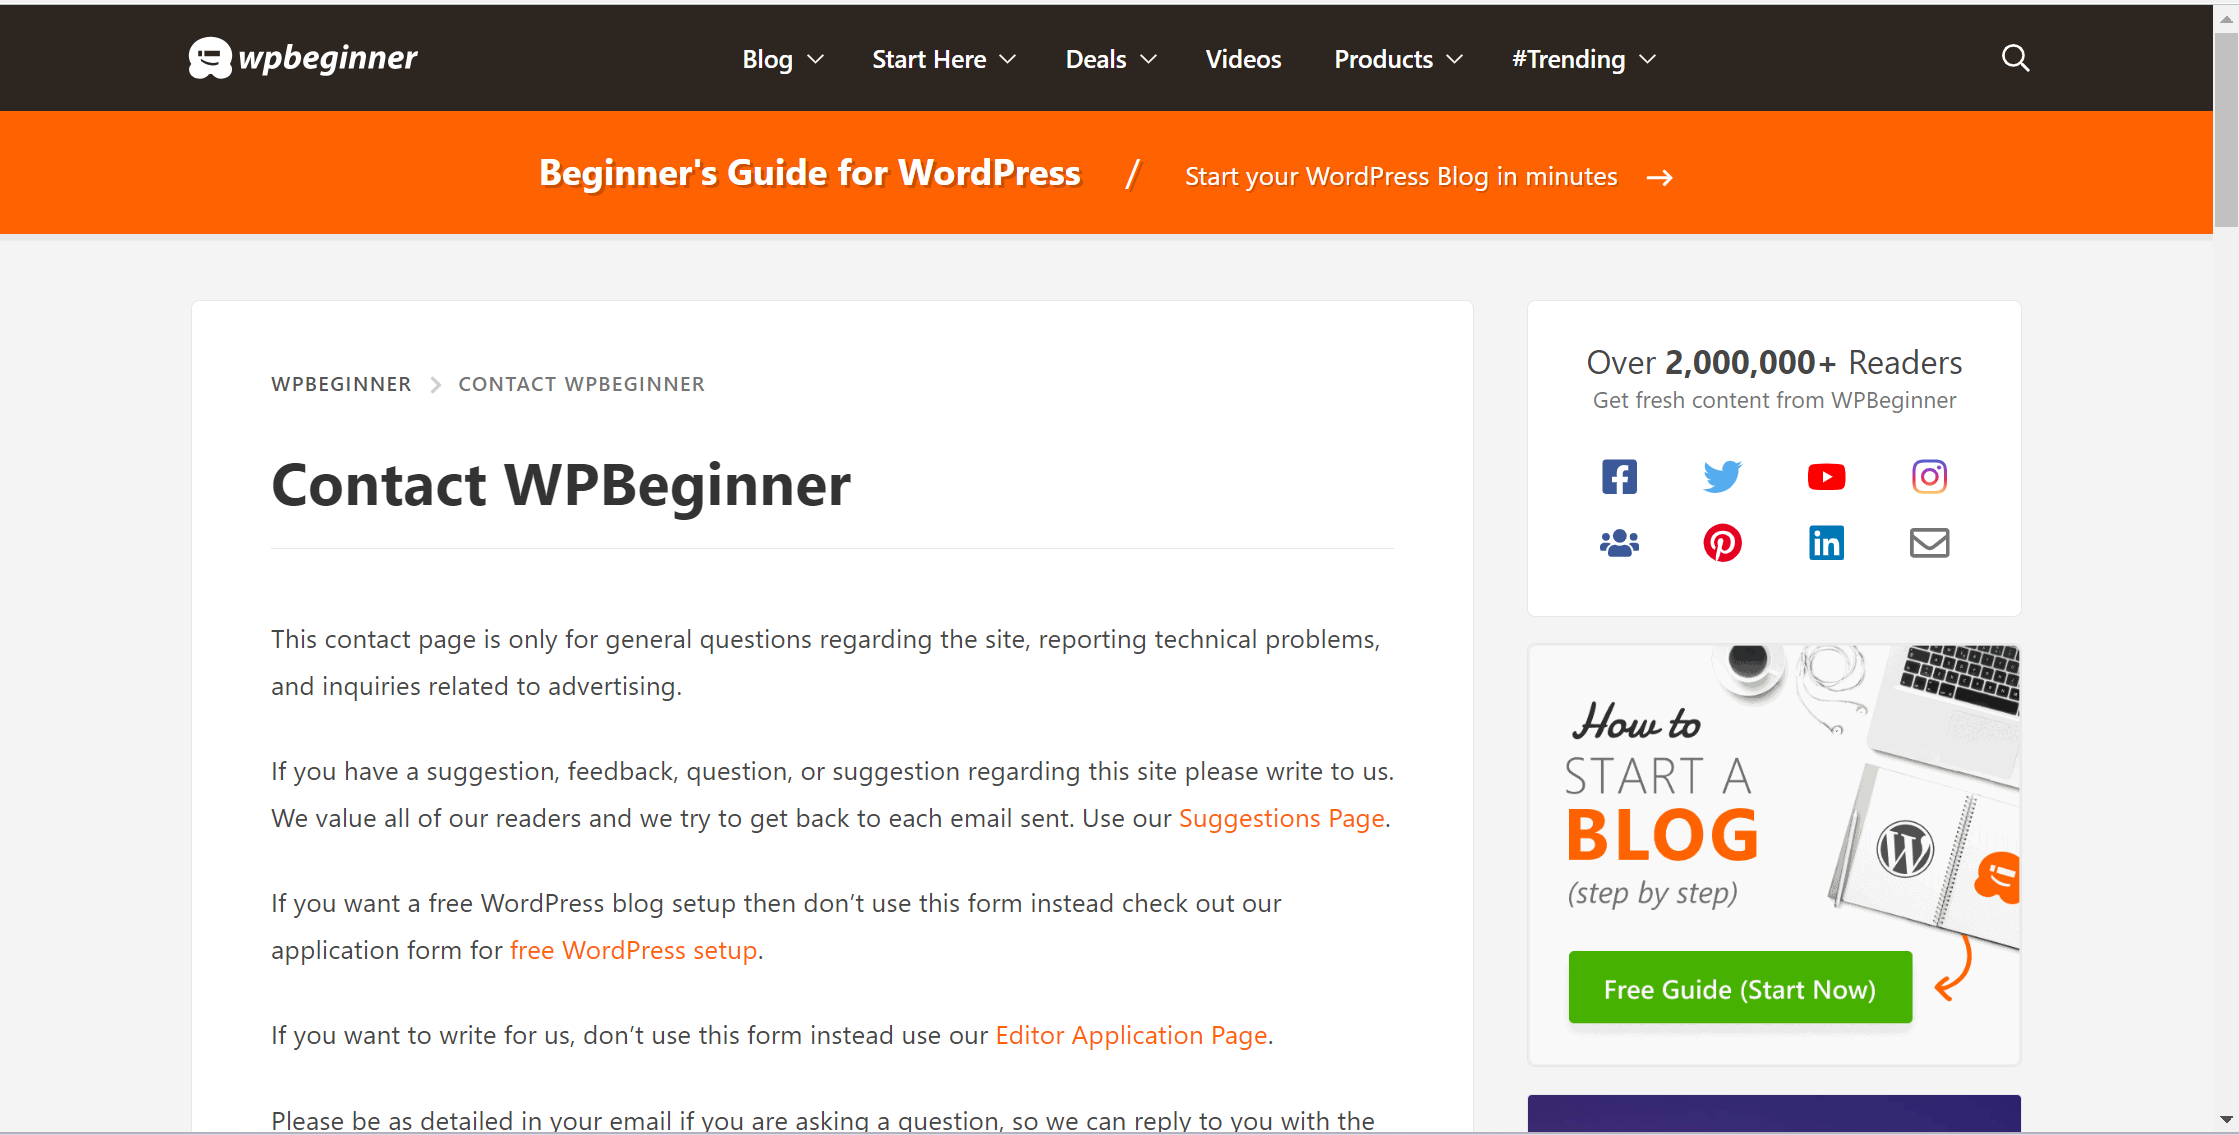 wpbeginner
Blog
Start Here
Deals
Videos
Products
#Trending
Beginner's Guide for WordPress / Start your WordPress Blog in minutes →
WPBEGINNER > CONTACT WPBEGINNER
Contact WPBeginner
This contact page is only for general questions regarding the site, reporting technical problems,
and inquiries related to advertising.
If you have a suggestion, feedback, question, or suggestion regarding this site please write to us.
We value all of our readers and we try to get back to each email sent. Use our Suggestions Page.
If you want a free WordPress blog setup then don’t use this form instead check out our
application form for free WordPress setup.
If you want to write for us, don’t use this form instead use our Editor Application Page.
Please be as detailed in your email if you are asking a question, so we can reply to you with the
Over 2,000,000+ Readers
Get fresh content from WPBeginner
How to
START A
BLOG
(step by step)
Free Guide (Start Now)